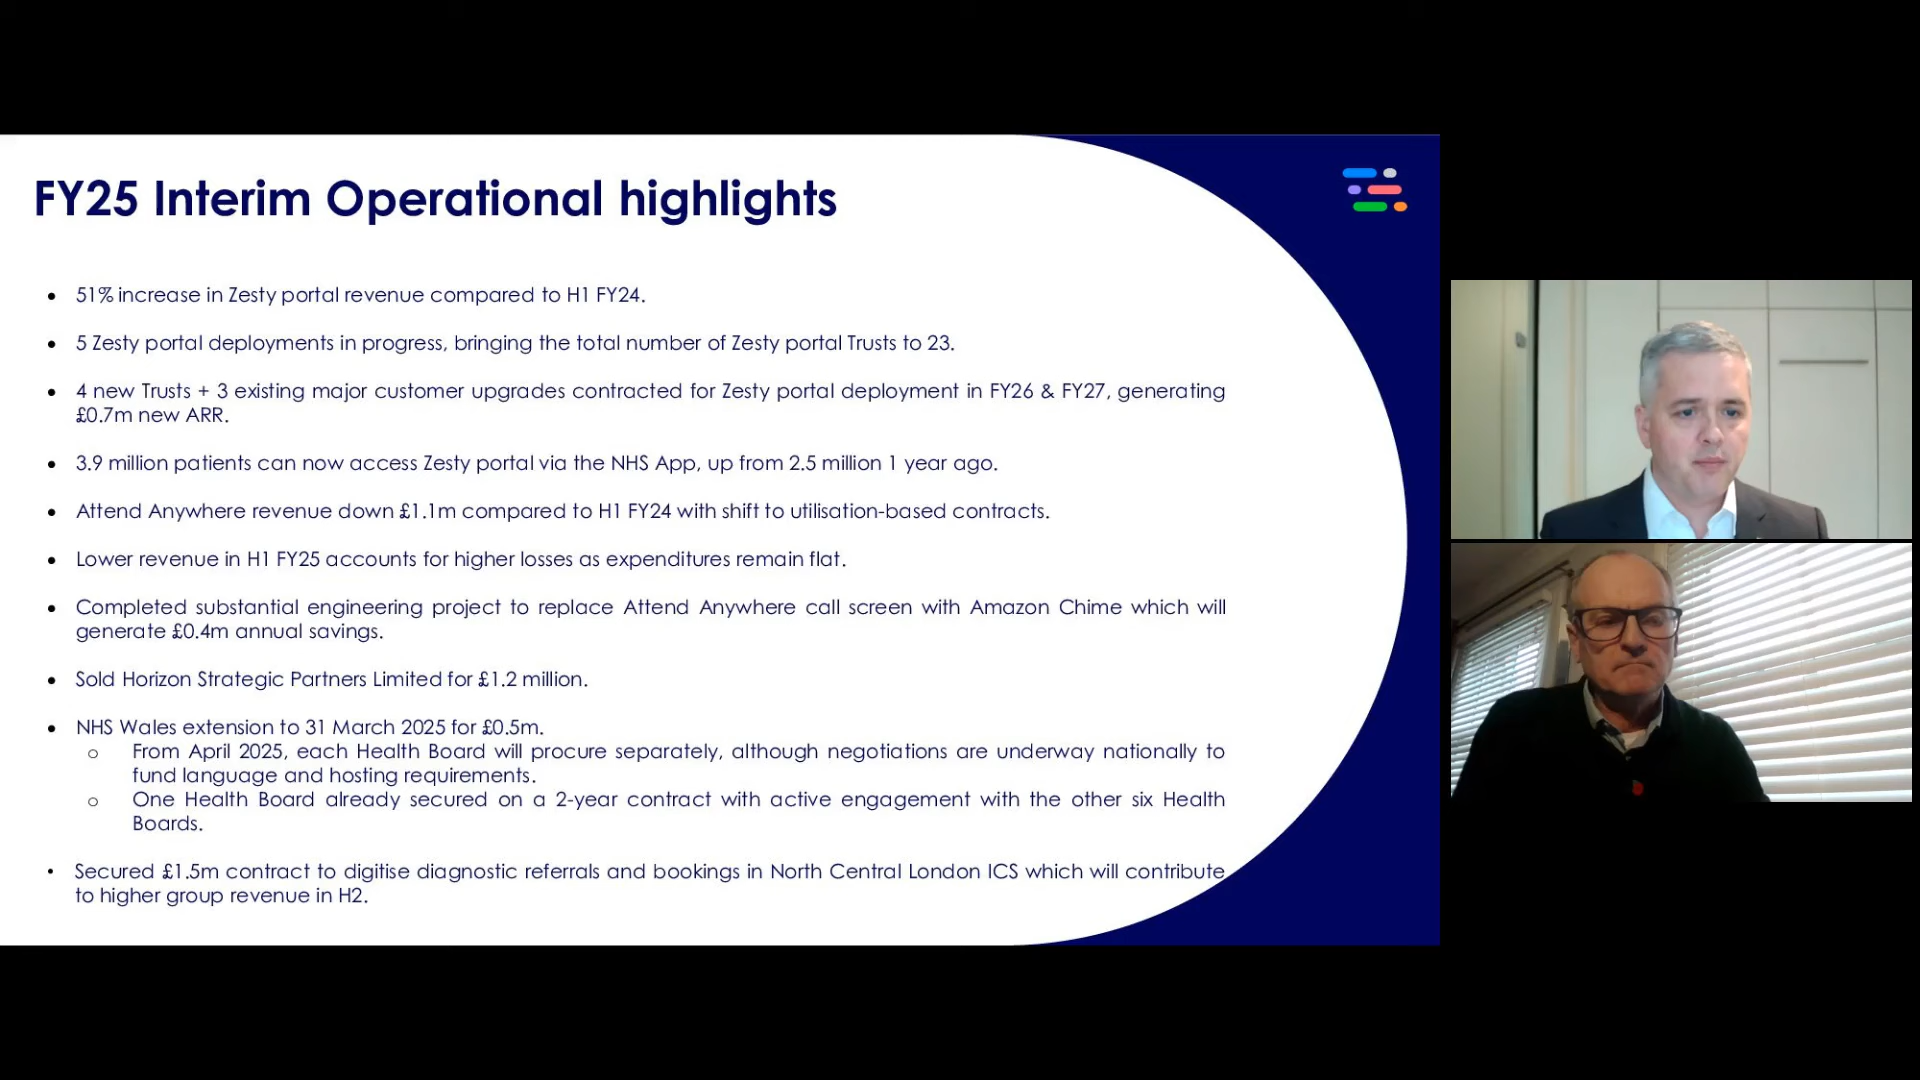 FY25 Interim Operational highlights
• 51% increase in Zesty portal revenue compared to H1 FY24.
• 5 Zesty portal deployments in progress, bringing the total number of Zesty portal Trusts to 23.
• 4 new Trusts + 3 existing major customer upgrades contracted for Zesty portal deployment in FY26 & FY27, generating
£0.7m new ARR.
• 3.9 million patients can now access Zesty portal via the NHS App, up from 2.5 million 1 year ago.
• Attend Anywhere revenue down £1.1m compared to H1 FY24 with shift to utilisation-based contracts.
• Lower revenue in H1 FY25 accounts for higher losses as expenditures remain flat.
• Completed substantial engineering project to replace Attend Anywhere call screen with Amazon Chime which will
generate £0.4m annual savings.
• Sold Horizon Strategic Partners Limited for £1.2 million.
• NHS Wales extension to 31 March 2025 for £0.5m.
o From April 2025, each Health Board will procure separately, although negotiations are underway nationally to
fund language and hosting requirements.
o One Health Board already secured on a 2-year contract with active engagement with the other six Health
Boards.
• Secured £1.5m contract to digitise diagnostic referrals and bookings in North Central London ICS which will contribute
to higher group revenue in H2.